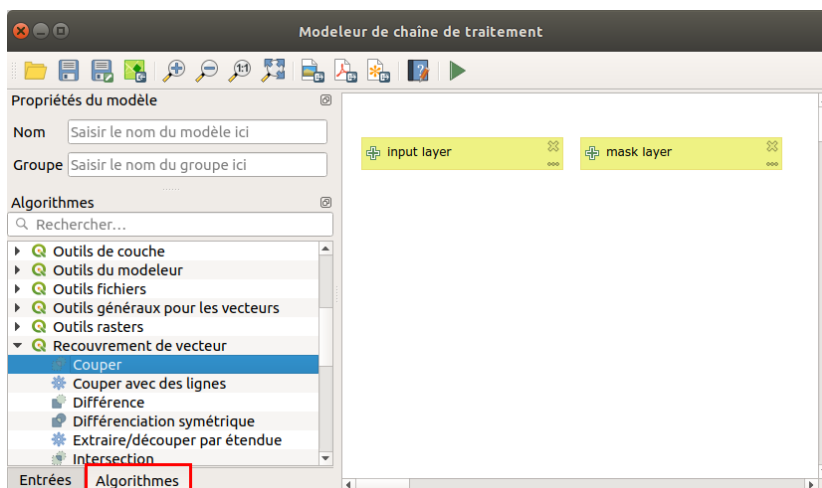 Modeleur de chaîne de traitement
1:1
Propriétés du modèle
Nom Saisir le nom du modèle ici
Groupe Saisir le nom du groupe ici
Algorithmes
Rechercher...
Outils de couche
Outils du modeleur
Outils fichiers
Outils généraux pour les vecteurs
Outils rasters
Recouvrement de vecteur
Couper
Couper avec des lignes
Différence
Différenciation symétrique
Extraire/découper par étendue
Intersection
Entrées Algorithmes
input layer
mask layer